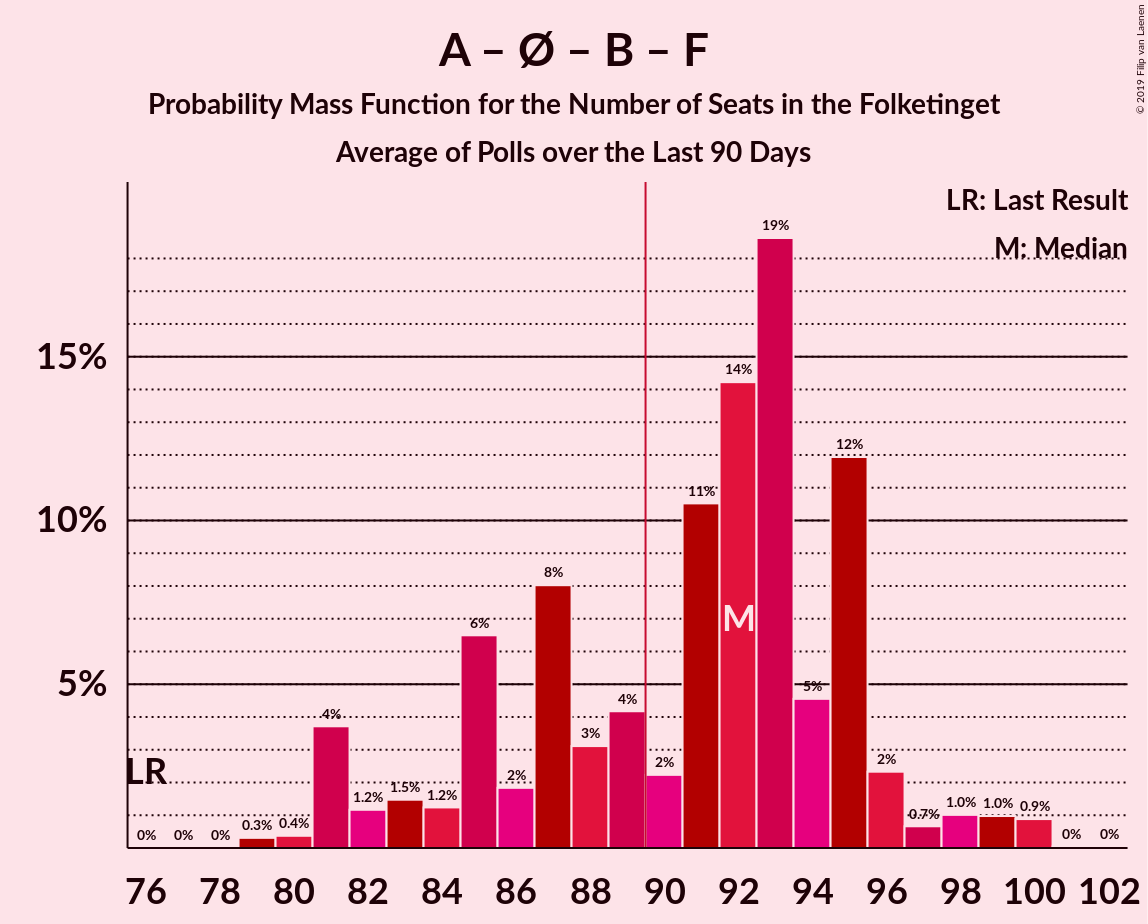 A – Ø – B – F
Probability Mass Function for the Number of Seats in the Folketinget
Average of Polls over the Last 90 Days
© 2019 Filip van Laenen
LR: Last Result
M: Median
15%
10%
5%
LR
M
0% 0% 0% 0.3% 0.4% 4% 1.2% 1.5% 1.2% 6% 2% 8% 3% 4% 2% 11% 14% 19% 5% 12% 2% 0.7% 1.0% 1.0% 0.9% 0% 0%
76 78 80 82 84 86 88 90 92 94 96 98 100 102